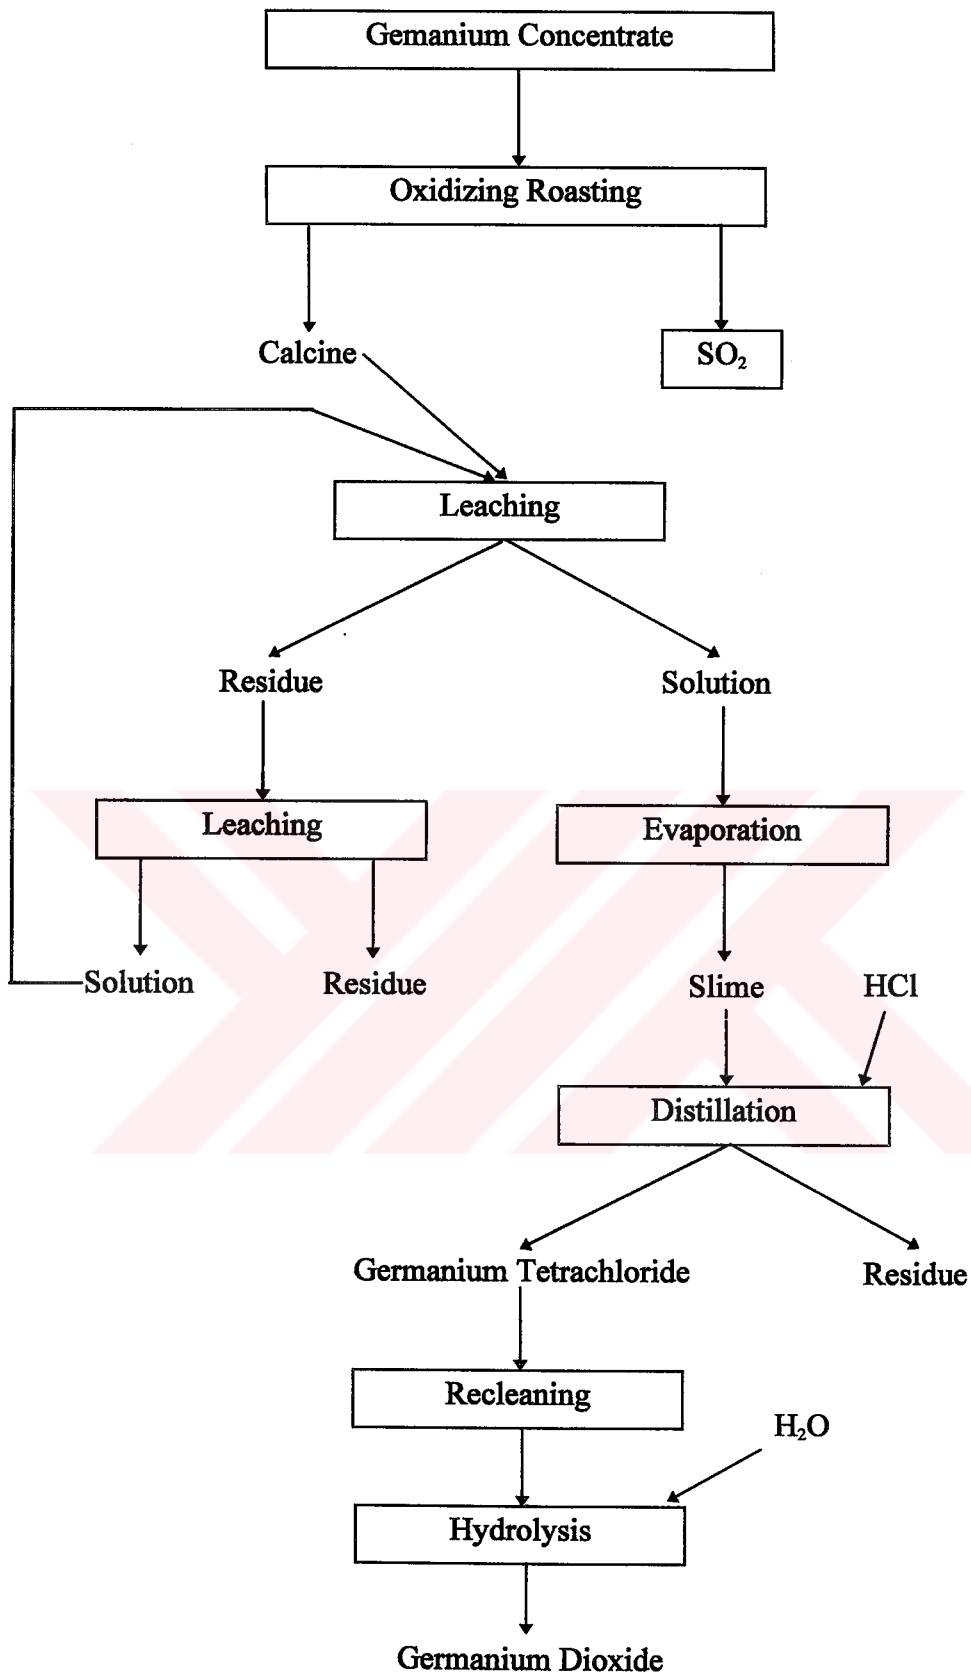 Gemanium Concentrate
Oxidizing Roasting
Calcine
SO₂
Leaching
Residue
Solution
Leaching
Evaporation
Solution
Residue
Slime
HCl
Distillation
Germanium Tetrachloride
Residue
Recleaning
H₂O
Hydrolysis
Germanium Dioxide